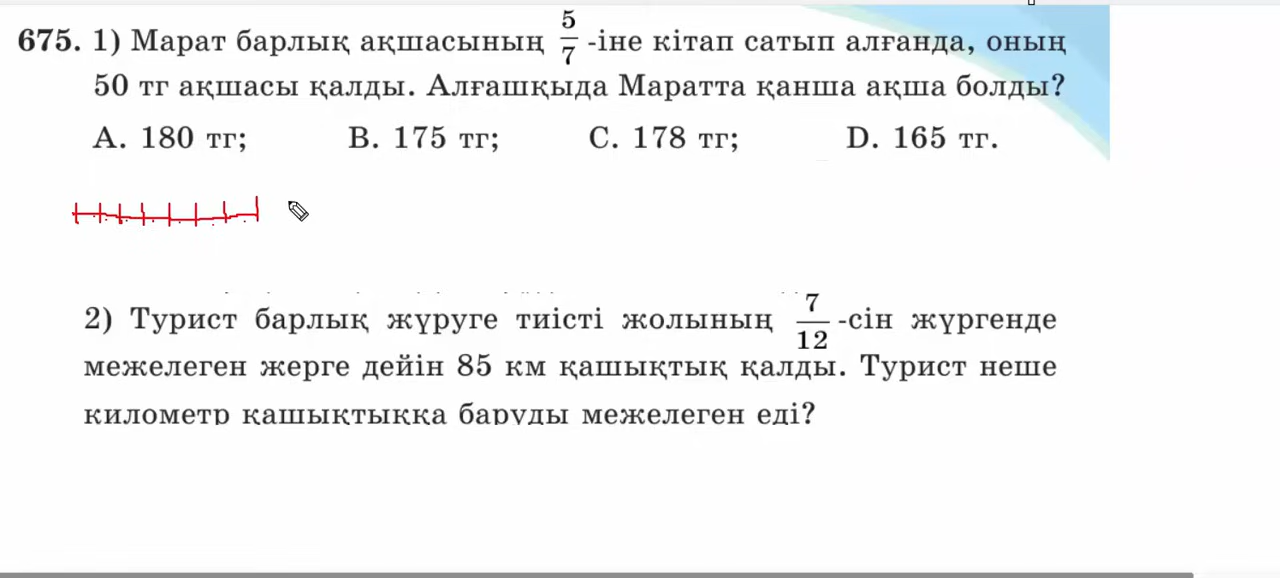 675. 1) Марат барлық ақшасының 5/7 -іне кітап сатып алғанда, оның
50 тг ақшасы қалды. Алғашқыда Маратта қанша ақша болды?
А. 180 тг; В. 175 тг; С. 178 тг; D. 165 тг.
2) Турист барлық жүруге тиісті жолының 7/12 -сін жүргенде
межелеген жерге дейін 85 км қашықтық қалды. Турист неше
километр қашықтыққа баруды межелеген еді?